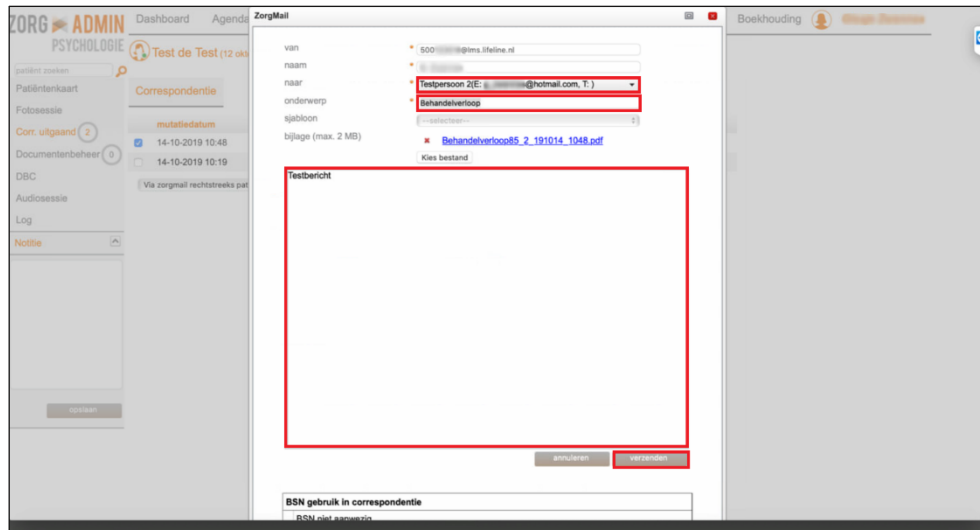 ZORG ADMIN
PSYCHOLOGIE
Dashboard
Agenda
Boekhouding
Test de Test (12 okt
patiënt zoeken
Patiëntenkaart
Fotosessie
Corr. uitgaand 2
Documentenbeheer 0
DBC
Audiosessie
Log
Notitie
opslaan
Correspondentie
mutatiedatum
14-10-2019 10:48
14-10-2019 10:19
Via zorgmail rechtstreeks pat
ZorgMail
van * 500 @lms.lifeline.nl
naam *
naar * Testpersoon 2(E: @hotmail.com, T: )
onderwerp * Behandelverloop
sjabloon --selecteer--
bijlage (max. 2 MB) Behandelverloop85_2_191014_1048.pdf
Kies bestand
Testbericht
annuleren verzenden
BSN gebruik in correspondentie
BSN niet aanwezig